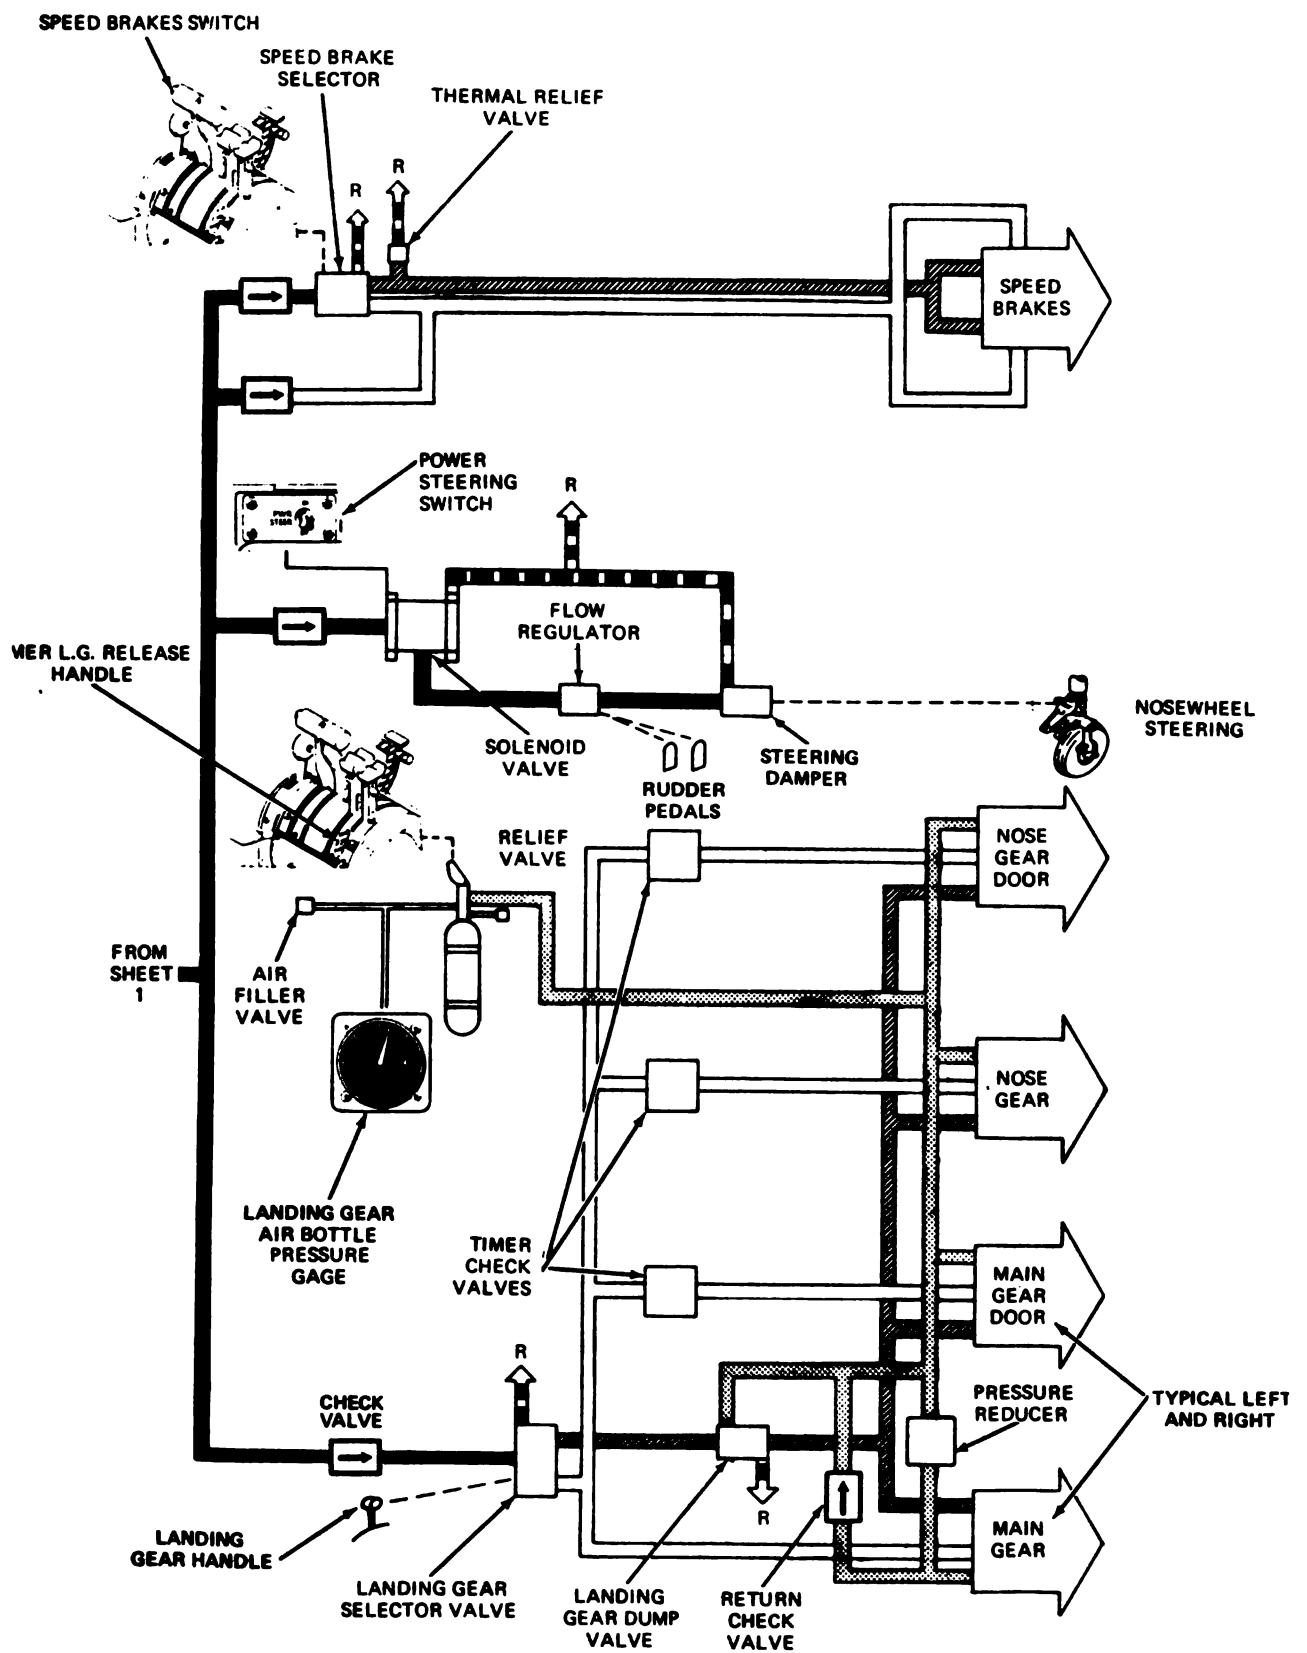 SPEED BRAKES SWITCH
SPEED BRAKE
SELECTOR
THERMAL RELIEF
VALVE
R
R
SPEED
BRAKES
POWER
STEERING
SWITCH
PWR
STEER
R
FLOW
REGULATOR
MER L.G. RELEASE
HANDLE
SOLENOID
VALVE
RUDDER
PEDALS
STEERING
DAMPER
NOSEWHEEL
STEERING
RELIEF
VALVE
NOSE
GEAR
DOOR
FROM
SHEET
1
AIR
FILLER
VALVE
NOSE
GEAR
LANDING GEAR
AIR BOTTLE
PRESSURE
GAGE
TIMER
CHECK
VALVES
MAIN
GEAR
DOOR
R
CHECK
VALVE
PRESSURE
REDUCER
TYPICAL LEFT
AND RIGHT
R
MAIN
GEAR
LANDING
GEAR HANDLE
LANDING GEAR
SELECTOR VALVE
LANDING
GEAR DUMP
VALVE
RETURN
CHECK
VALVE